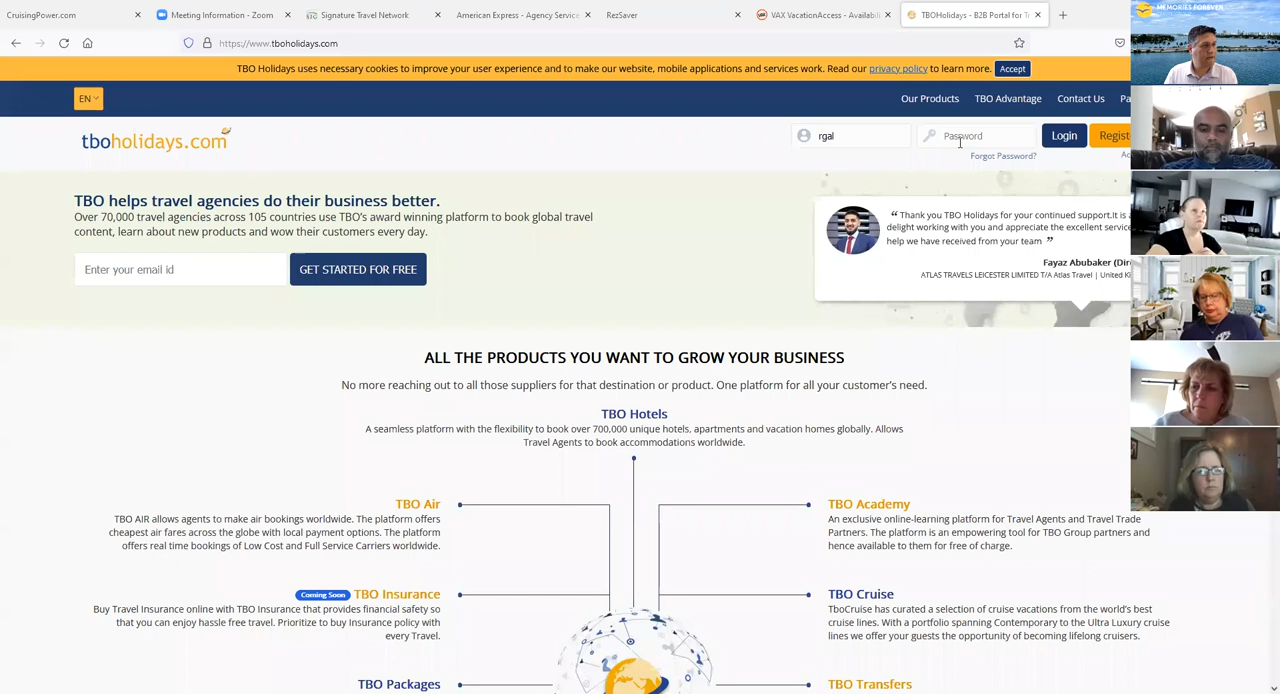 CruisingPower.com
Meeting Information - Zoom
Signature Travel Network
American Express - Agency Service
RezSaver
VAX VacationAccess - Availabili
TBOHolidays - B2B Portal for Tr
https://www.tboholidays.com
TBO Holidays uses necessary cookies to improve your user experience and to make our website, mobile applications and services work. Read our privacy policy to learn more. Accept
MEMORIES FOREVER
EN
Our Products TBO Advantage Contact Us Pa
tboholidays.com
rgal
Password
Login
Regist
Forgot Password?
Ac
TBO helps travel agencies do their business better.
Over 70,000 travel agencies across 105 countries use TBO's award winning platform to book global travel
content, learn about new products and wow their customers every day.
Enter your email id
GET STARTED FOR FREE
“ Thank you TBO Holidays for your continued support.It is a
delight working with you and appreciate the excellent service
help we have received from your team ”
Fayaz Abubaker (Dir
ATLAS TRAVELS LEICESTER LIMITED T/A Atlas Travel | United Ki
ALL THE PRODUCTS YOU WANT TO GROW YOUR BUSINESS
No more reaching out to all those suppliers for that destination or product. One platform for all your customer's need.
TBO Hotels
A seamless platform with the flexibility to book over 700,000 unique hotels, apartments and vacation homes globally. Allows
Travel Agents to book accommodations worldwide.
TBO Air
TBO AIR allows agents to make air bookings worldwide. The platform offers
cheapest air fares across the globe with local payment options. The platform
offers real time bookings of Low Cost and Full Service Carriers worldwide.
TBO Academy
An exclusive online-learning platform for Travel Agents and Travel Trade
Partners. The platform is an empowering tool for TBO Group partners and
hence available to them for free of charge.
Coming Soon TBO Insurance
Buy Travel Insurance online with TBO Insurance that provides financial safety so
that you can enjoy hassle free travel. Prioritize to buy Insurance policy with
every Travel.
TBO Cruise
TboCruise has curated a selection of cruise vacations from the world's best
cruise lines. With a portfolio spanning Contemporary to the Ultra Luxury cruise
lines we offer your guests the opportunity of becoming lifelong cruisers.
TBO Packages
TBO Transfers